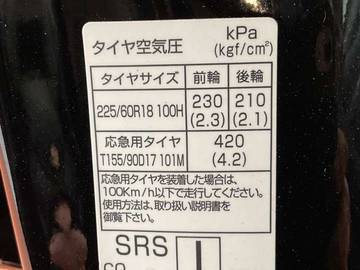 タイヤ空気圧 kPa
(kgf/cm²)
タイヤサイズ 前輪 後輪
225/60R18 100H 230 210
(2.3) (2.1)
応急用タイヤ 420
T155/90D17 101M (4.2)
応急用タイヤを装着した場合は、
100Km/h以下で走行してください。
使用方法は、取り扱い説明書を
御覧下さい。
SRS